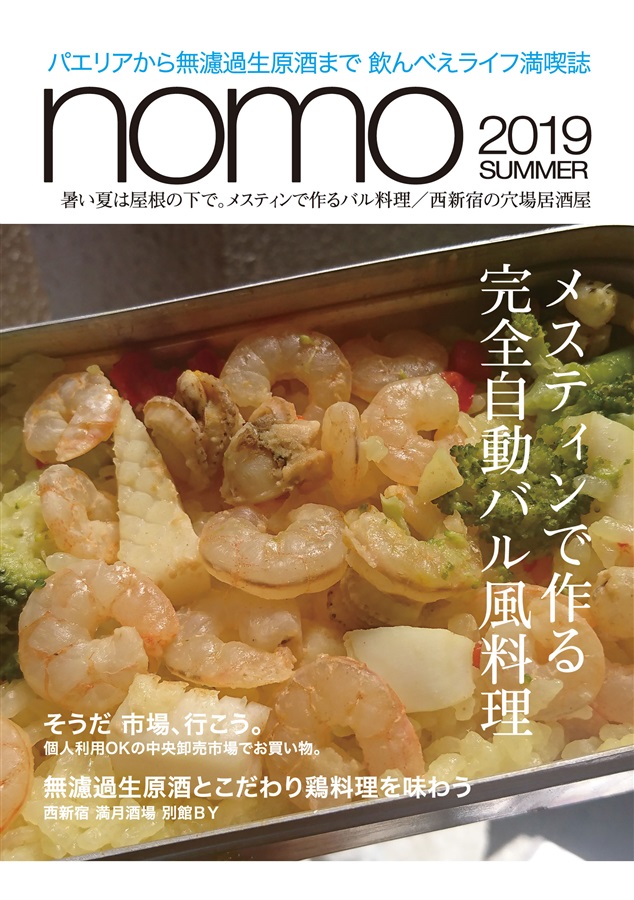 パエリアから無濾過生原酒まで 飲んべえライフ満喫誌
nomo
2019
SUMMER
暑い夏は屋根の下で。メスティンで作るバル料理／西新宿の穴場居酒屋
メスティンで作る
完全自動バル風料理
そうだ 市場、行こう。
個人利用OKの中央卸売市場でお買い物。
無濾過生原酒とこだわり鶏料理を味わう
西新宿 満月酒場 別館BY